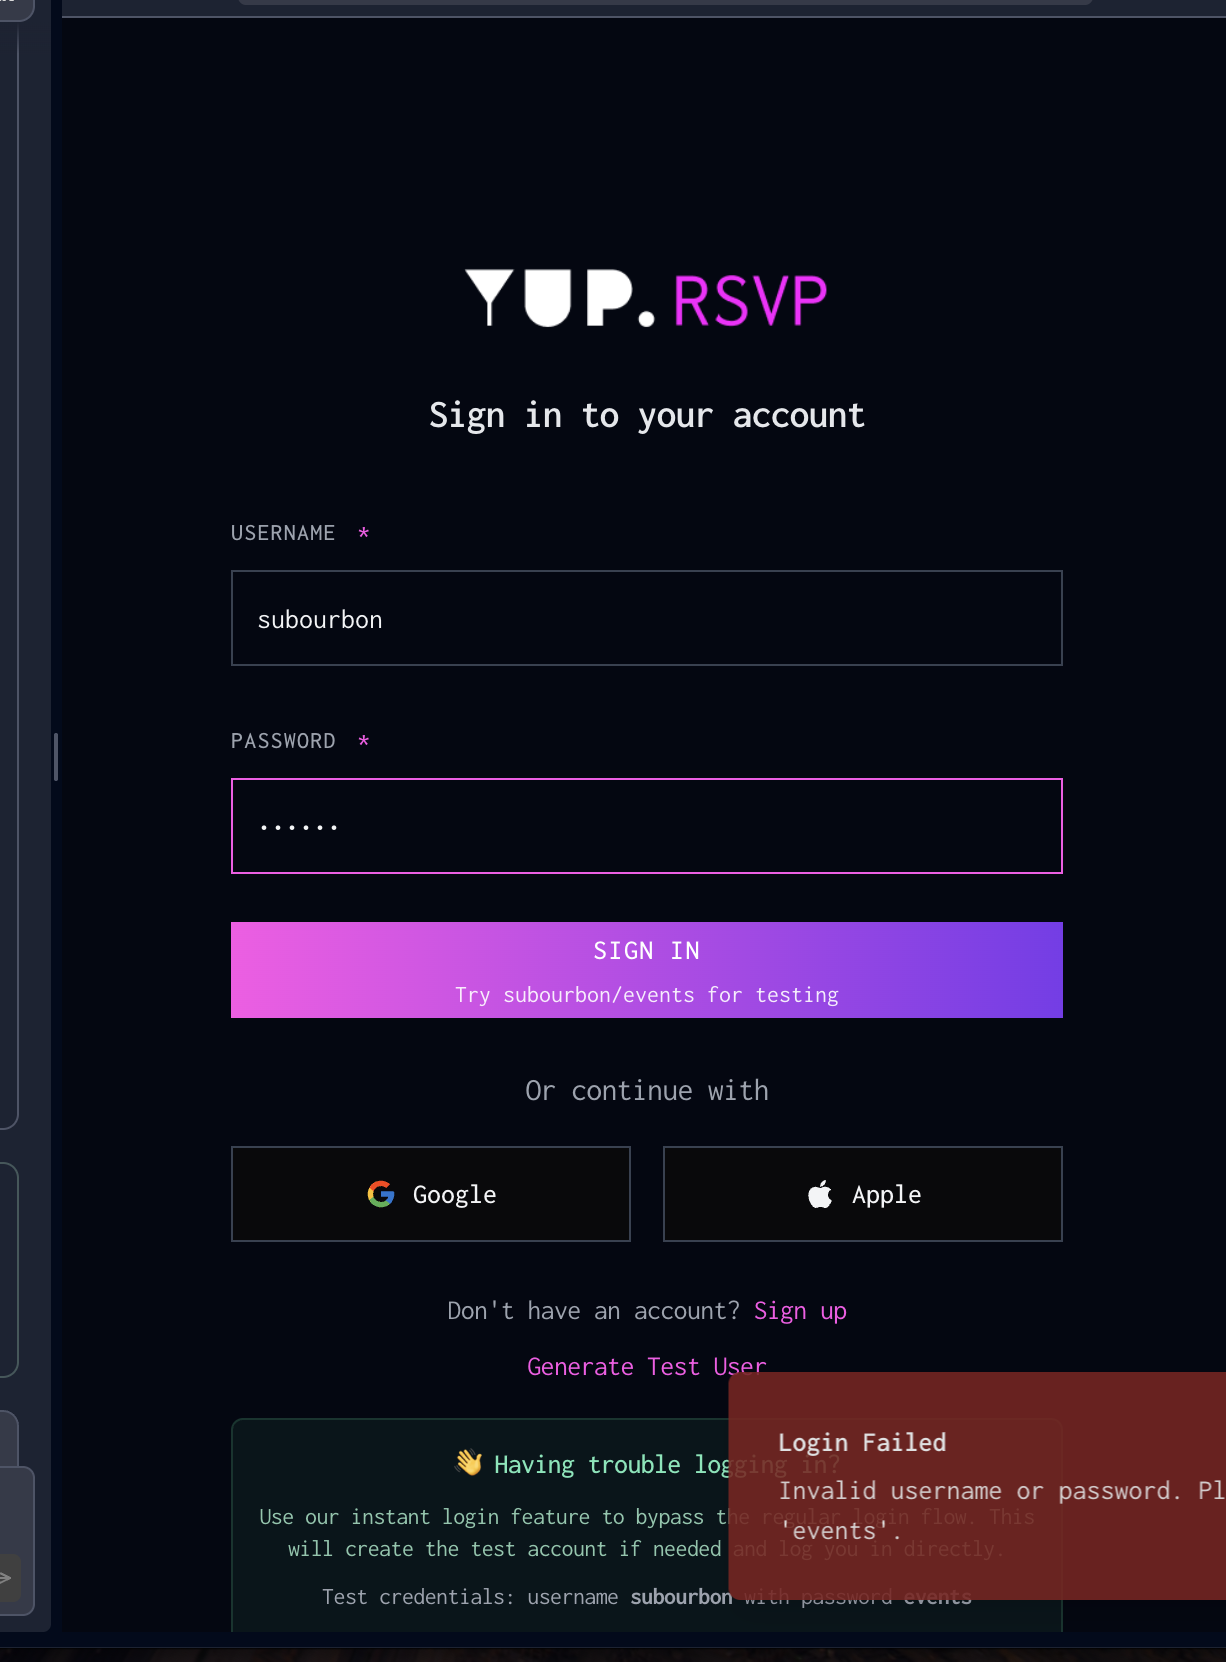 YUP.RSVP
Sign in to your account
USERNAME *
subourbon
PASSWORD *
......
SIGN IN
Try subourbon/events for testing
Or continue with
Google
Apple
Don't have an account? Sign up
Generate Test User
👋 Having trouble logging in?
Use our instant login feature to bypass the regular login flow. This
will create the test account if needed and log you in directly.
Test credentials: username subourbon with password events
Login Failed
Invalid username or password. Pl
'events'.